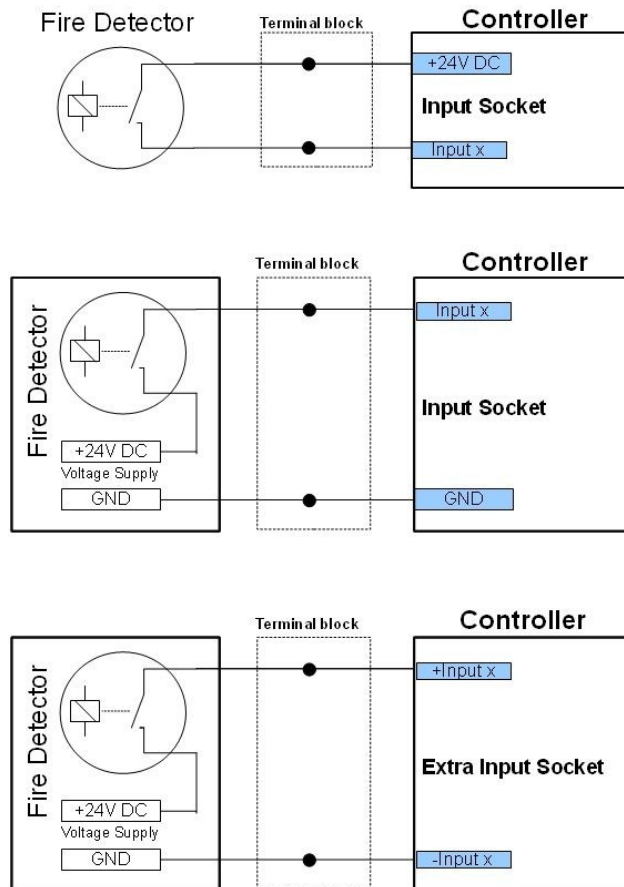 Fire Detector
Terminal block
Controller
+24V DC
Input Socket
Input x
Terminal block
Controller
Fire Detector
Input x
Input Socket
+24V DC
Voltage Supply
GND
GND
Terminal block
Controller
Fire Detector
+Input x
Extra Input Socket
+24V DC
Voltage Supply
GND
-Input x